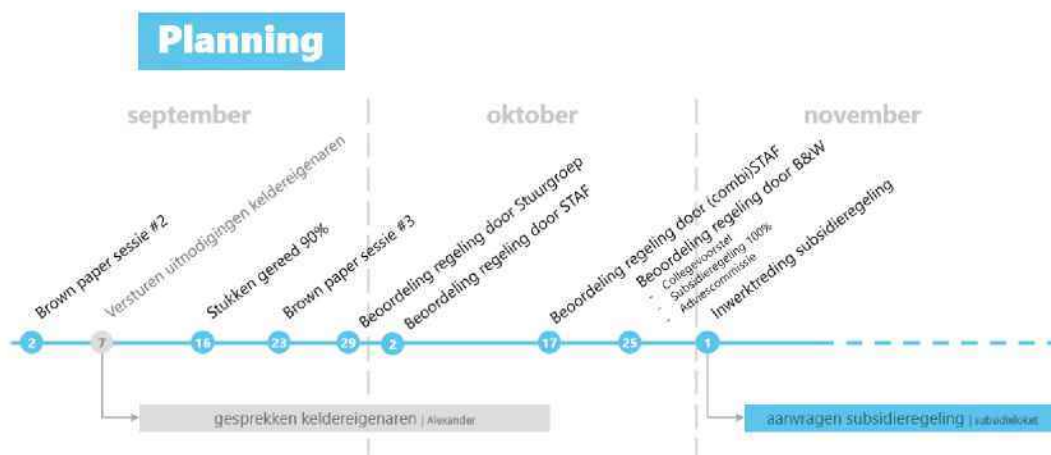 Planning
september
oktober
november
Brown paper sessie #2
Versturen uitnodigingen keldereigenaren
Stukken gereed 90%
Brown paper sessie #3
Beoordeling regeling door Stuurgroep
Beoordeling regeling door STAF
Beoordeling regeling door (combi)STAF
Beoordeling regeling door B&W
- Collegevoorstel
- Subsidieregeling 100%
- Adviescommissie
Inwerktreding subsidieregeling
2
7
16
23
29
2
17
25
1
gesprekken keldereigenaren | Alexander
aanvragen subsidieregeling | subsidieloket